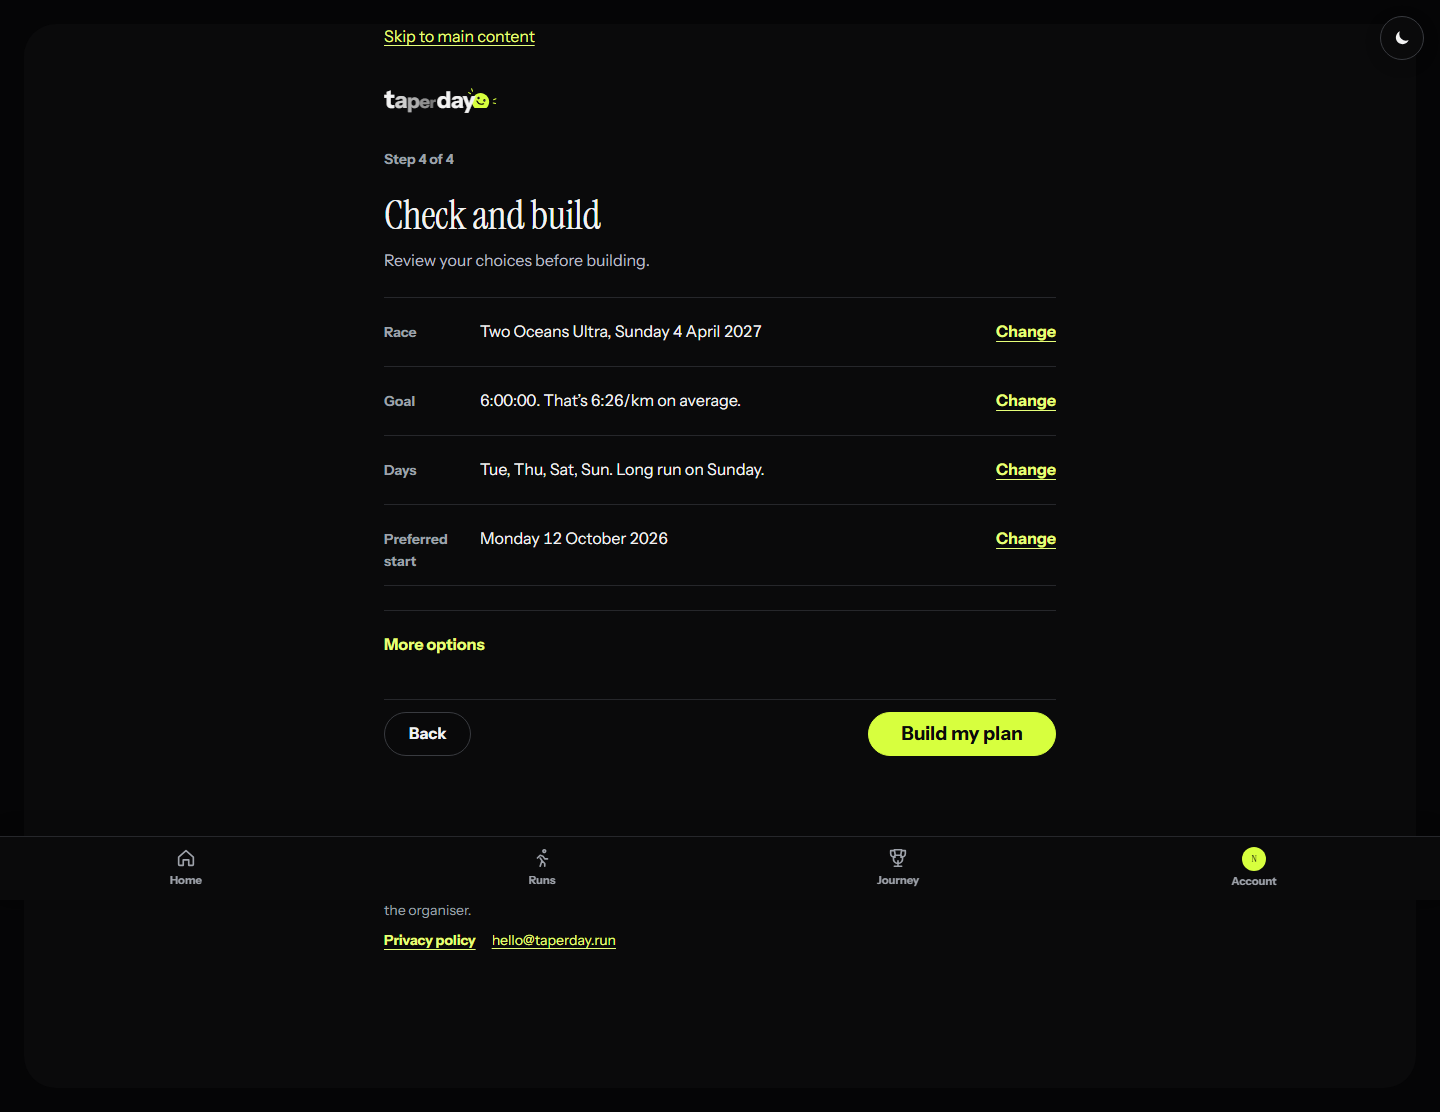 Skip to main content
taperday
Step 4 of 4
Check and build
Review your choices before building.
Race
Two Oceans Ultra, Sunday 4 April 2027
Change
Goal
6:00:00. That's 6:26/km on average.
Change
Days
Tue, Thu, Sat, Sun. Long run on Sunday.
Change
Preferred
start
Monday 12 October 2026
Change
More options
Back
Build my plan
Home
Runs
Journey
N
Account
the organiser.
Privacy policy
hello@taperday.run